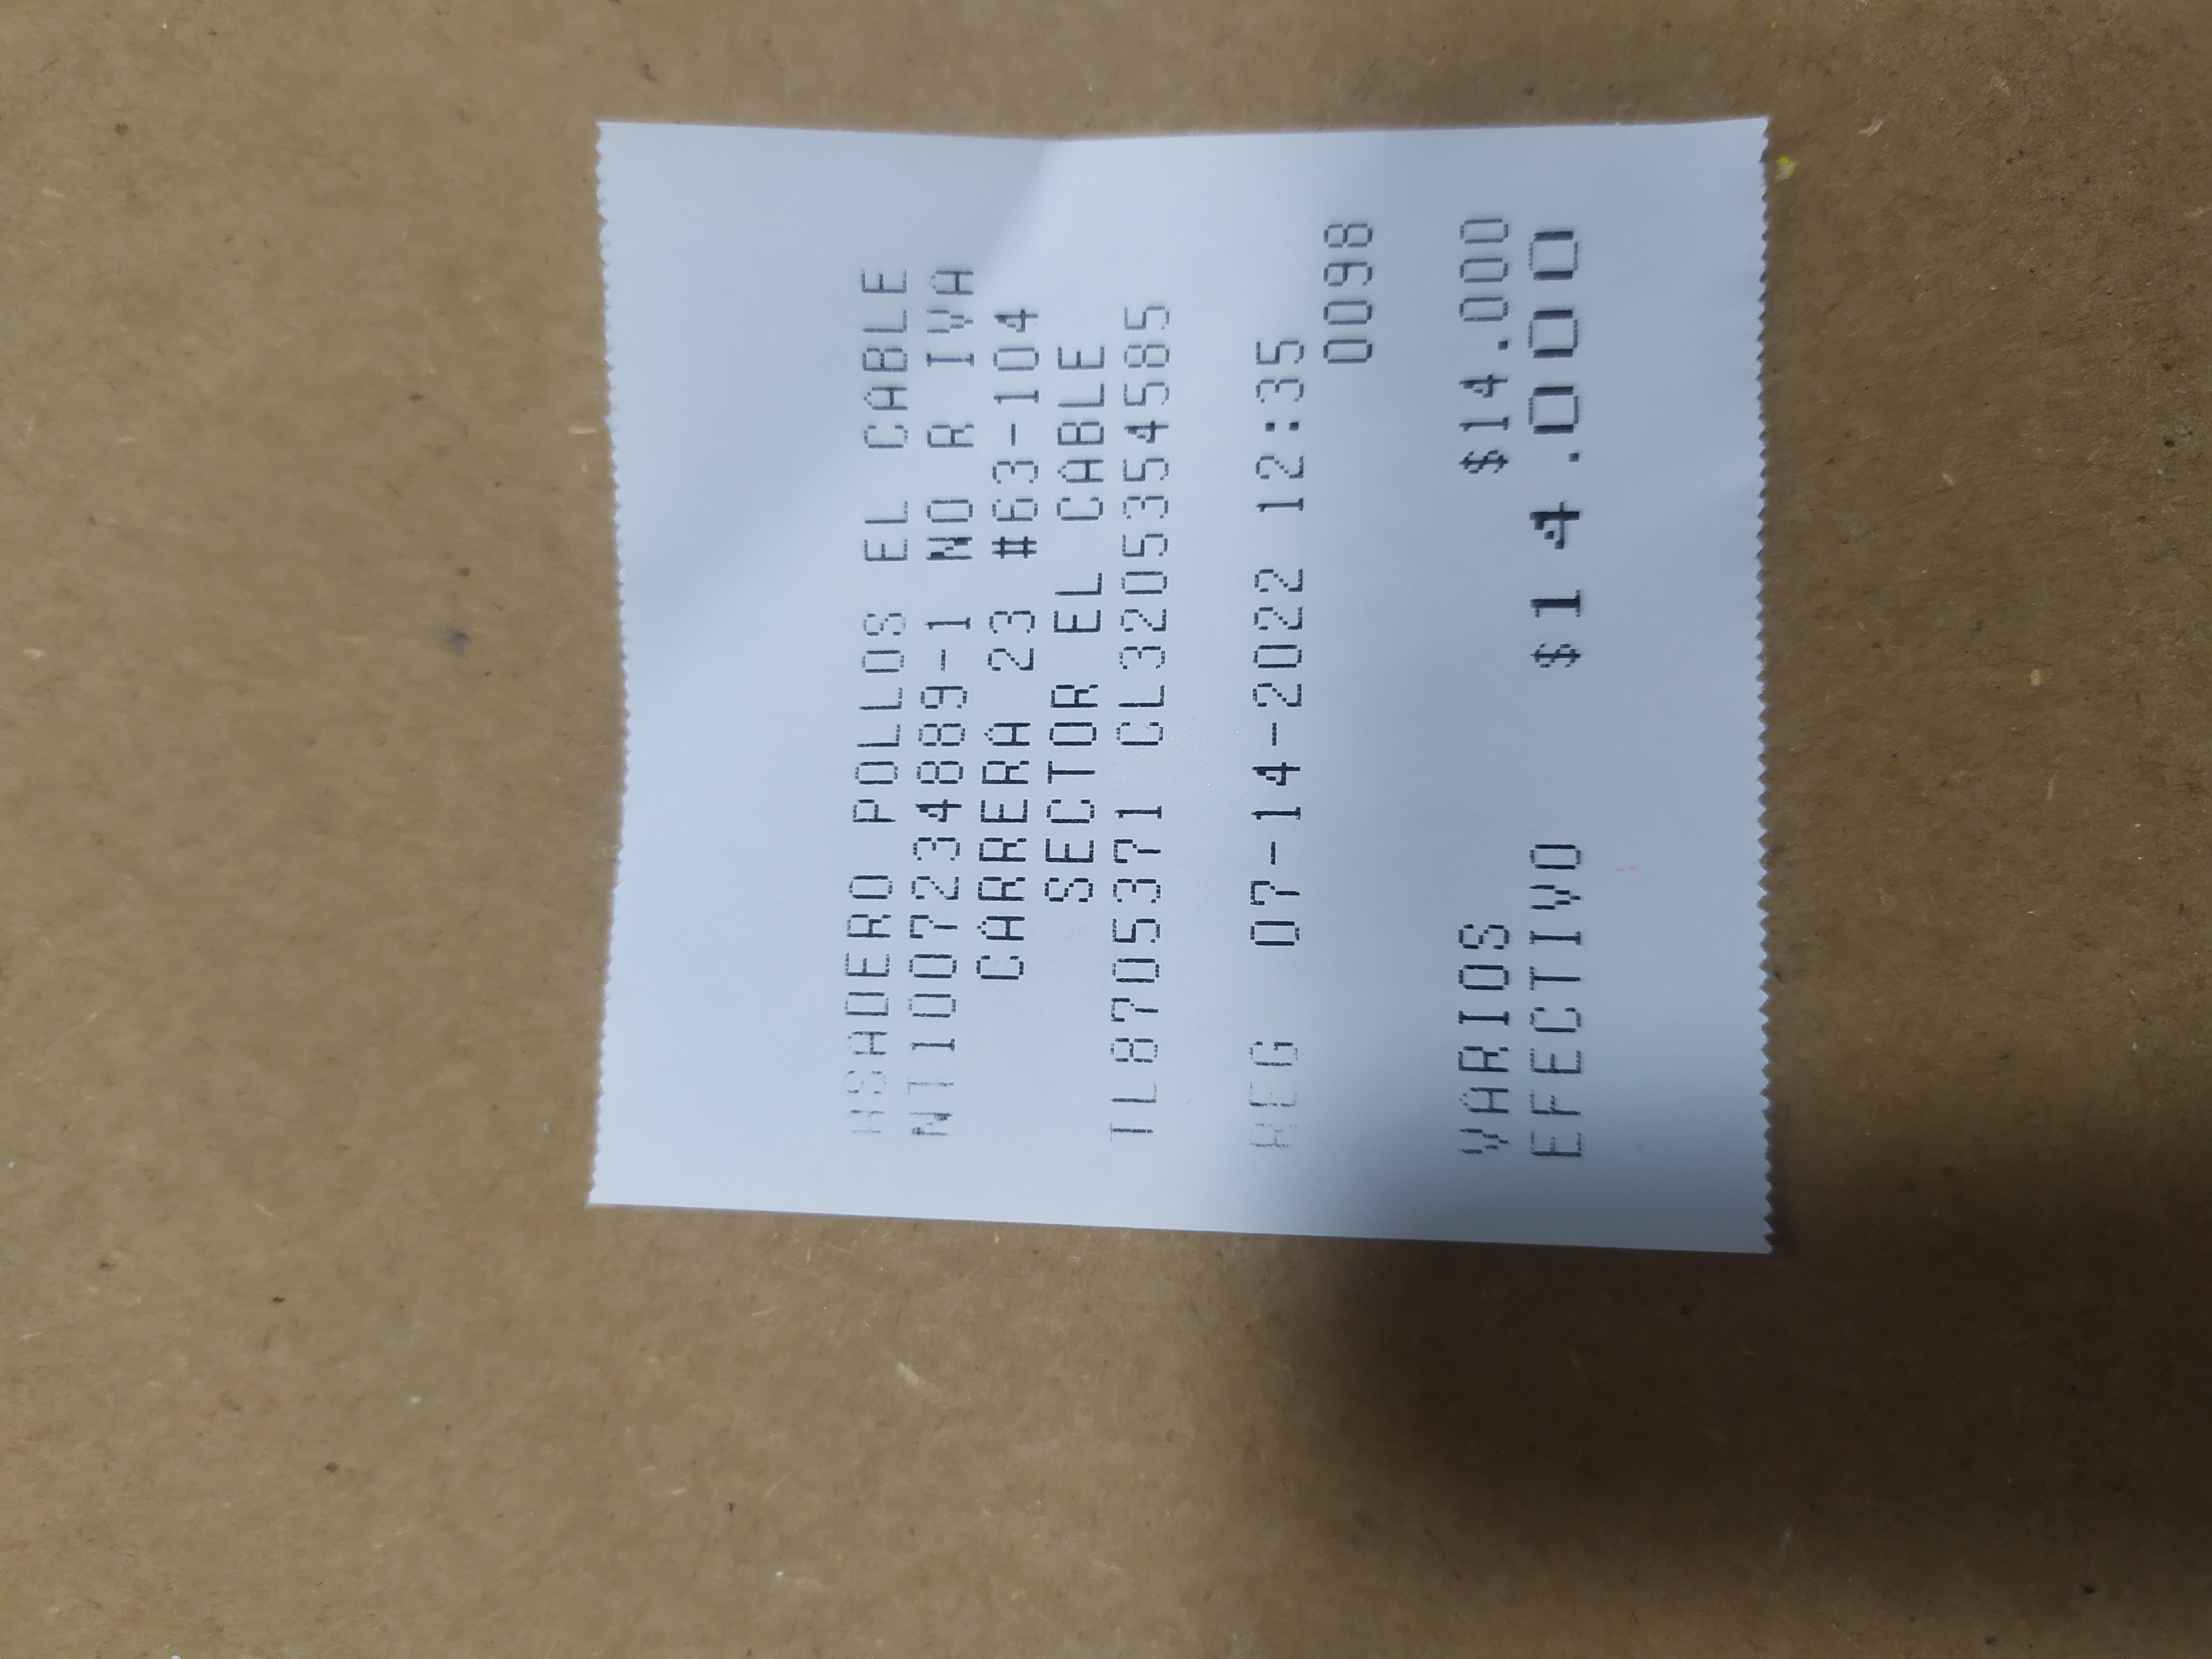 ASADERO POLLOS EL CABLE
NT1007234889-1 NO R IVA
CARRERA 23 #63-104
SECTOR EL CABLE
TL8705371 CL3205354585
REG 07-14-2022 12:35
0098
VARIOS $14.000
EFECTIVO $14.000